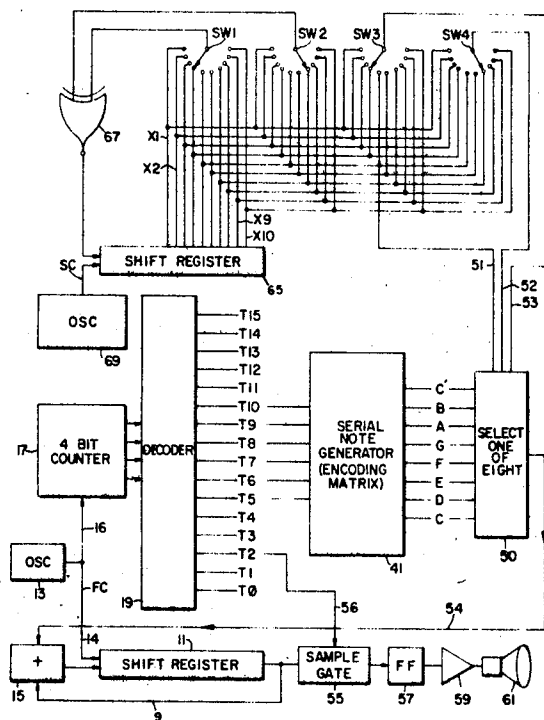 SW1 SW2 SW3 SW4
67
X1
X2
X9
X10
SC
SHIFT REGISTER
65
51
52
53
OSC
69
T15
T14
T13
T12
T11
T10
T9
T8
T7
T6
T5
T4
T3
T2
T1
TØ
DECODER
19
17
4 BIT
COUNTER
16
OSC
13
FC
SERIAL
NOTE
GENERATOR
(ENCODING
MATRIX)
41
C'
B
A
G
F
E
D
C
SELECT
ONE
OF
EIGHT
50
56
54
14
11
+
15
SHIFT REGISTER
9
SAMPLE
GATE
55
FF
57
59
61